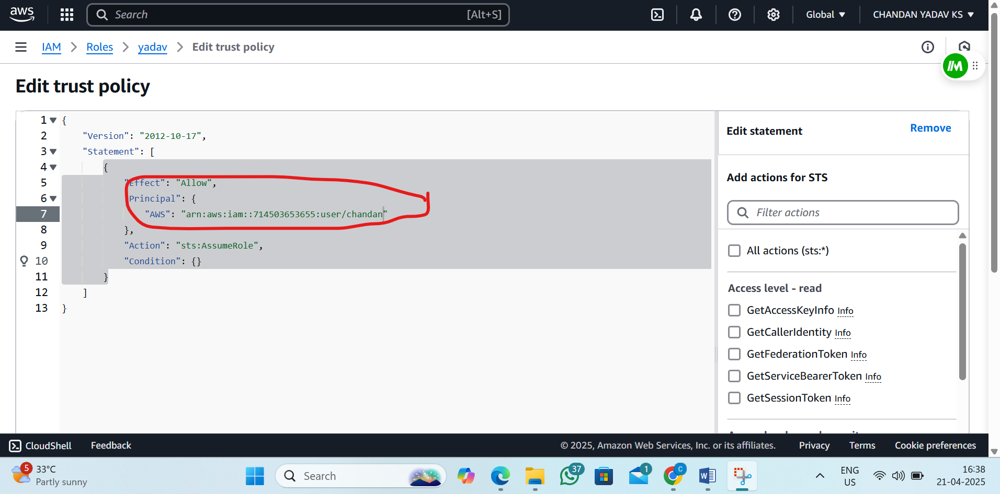 aws
Search [Alt+S]
Global
CHANDAN YADAV KS
IAM > Roles > yadav > Edit trust policy
Edit trust policy
1 {
2 "Version": "2012-10-17",
3 "Statement": [
4 {
5 "Effect": "Allow",
6 "Principal": {
7 "AWS": "arn:aws:iam::714503653655:user/chandan"
8 },
9 "Action": "sts:AssumeRole",
10 "Condition": {}
11 }
12 ]
13 }
Edit statement
Remove
Add actions for STS
Filter actions
All actions (sts:*)
Access level - read
GetAccessKeyInfo Info
GetCallerIdentity Info
GetFederationToken Info
GetServiceBearerToken Info
GetSessionToken Info
CloudShell Feedback
© 2025, Amazon Web Services, Inc. or its affiliates. Privacy Terms Cookie preferences
5
33°C
Partly sunny
Search
37
1
C
W
ENG
US
16:38
21-04-2025